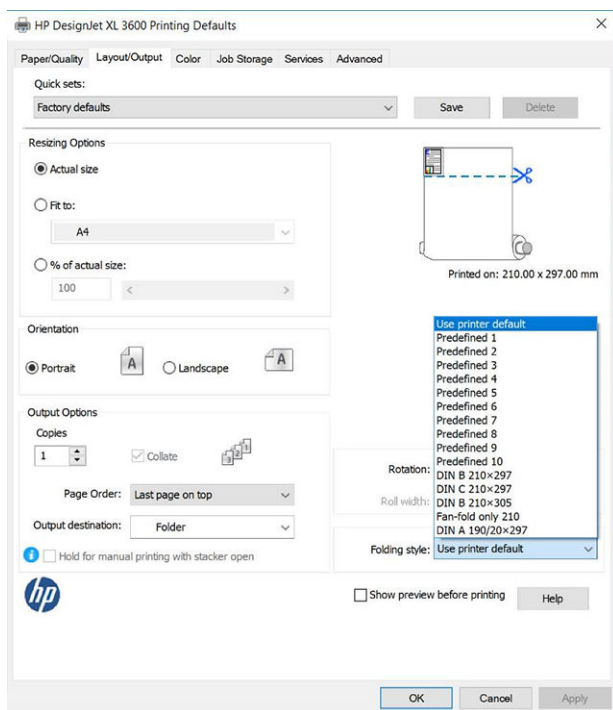 HP DesignJet XL 3600 Printing Defaults
Paper/Quality Layout/Output Color Job Storage Services Advanced
Quick sets:
Factory defaults
Save
Delete
Resizing Options
Actual size
Fit to:
A4
% of actual size:
100
Printed on: 210.00 x 297.00 mm
Orientation
Portrait
A
Landscape
A
Output Options
Copies
1
Collate
3 2 1
Page Order: Last page on top
Output destination: Folder
Hold for manual printing with stacker open
Use printer default
Predefined 1
Predefined 2
Predefined 3
Predefined 4
Predefined 5
Predefined 6
Predefined 7
Predefined 8
Predefined 9
Predefined 10
DIN B 210×297
DIN C 210×297
DIN B 210×305
Fan-fold only 210
DIN A 190/20×297
Rotation:
Roll width:
Folding style: Use printer default
hp
Show preview before printing
Help
OK
Cancel
Apply